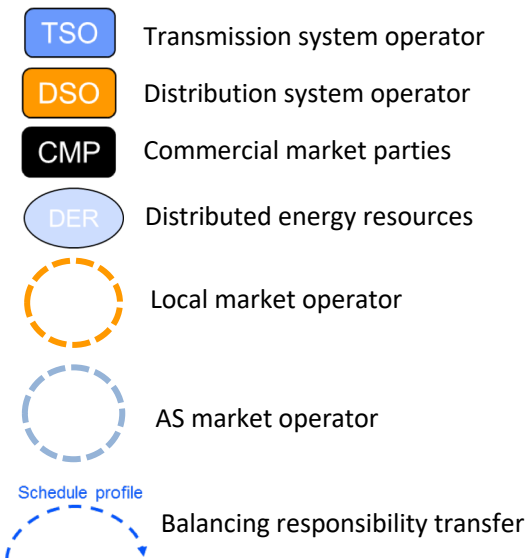 TSO Transmission system operator
DSO Distribution system operator
CMP Commercial market parties
DER Distributed energy resources
Local market operator
AS market operator
Schedule profile
Balancing responsibility transfer